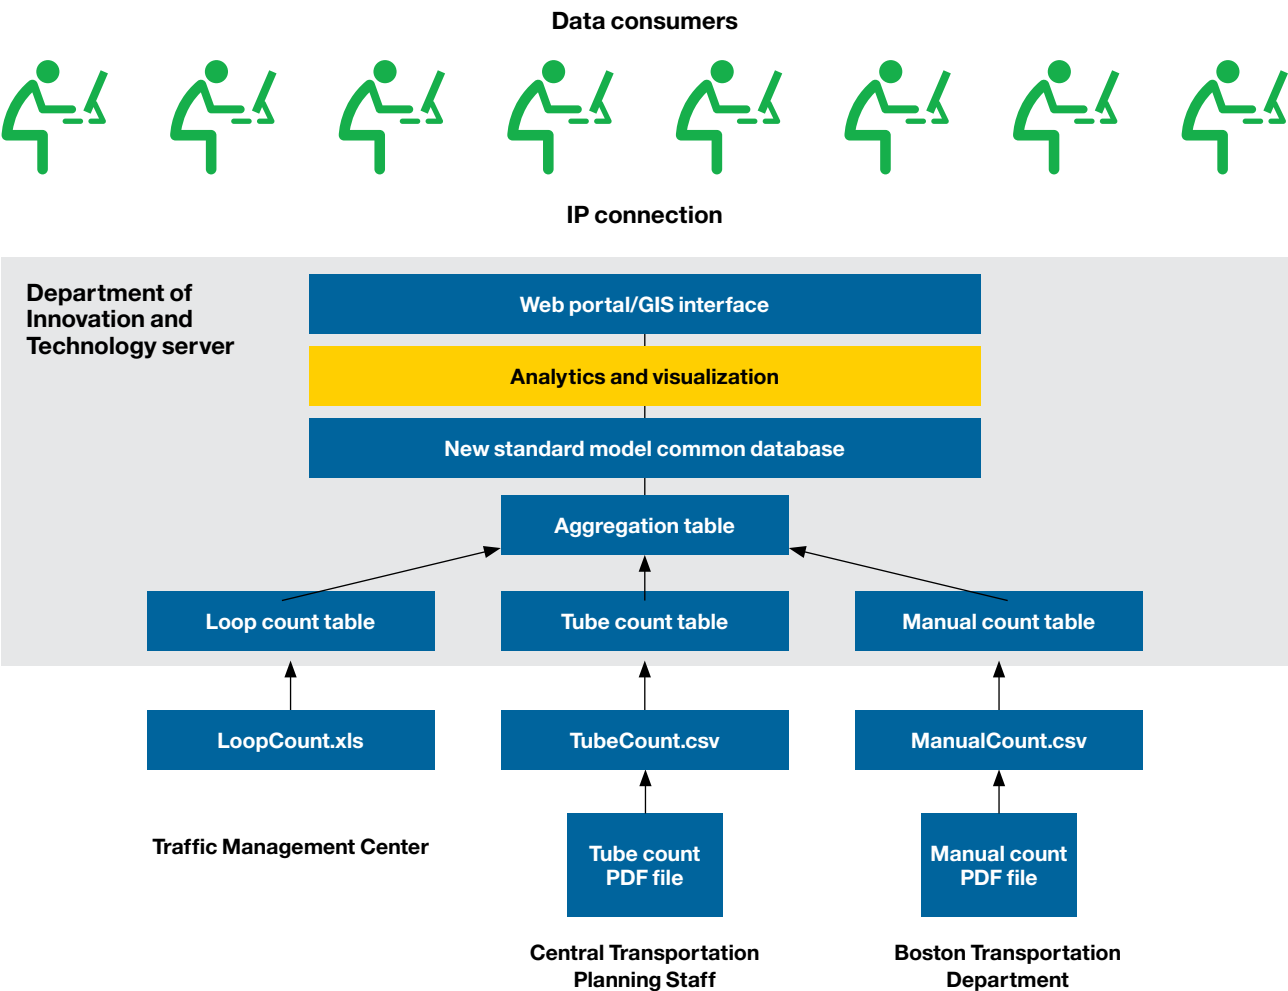 Data consumers
IP connection
Department of
Innovation and
Technology server
Web portal/GIS interface
Analytics and visualization
New standard model common database
Aggregation table
Loop count table
Tube count table
Manual count table
LoopCount.xls
TubeCount.csv
ManualCount.csv
Traffic Management Center
Tube count
PDF file
Manual count
PDF file
Central Transportation
Planning Staff
Boston Transportation
Department